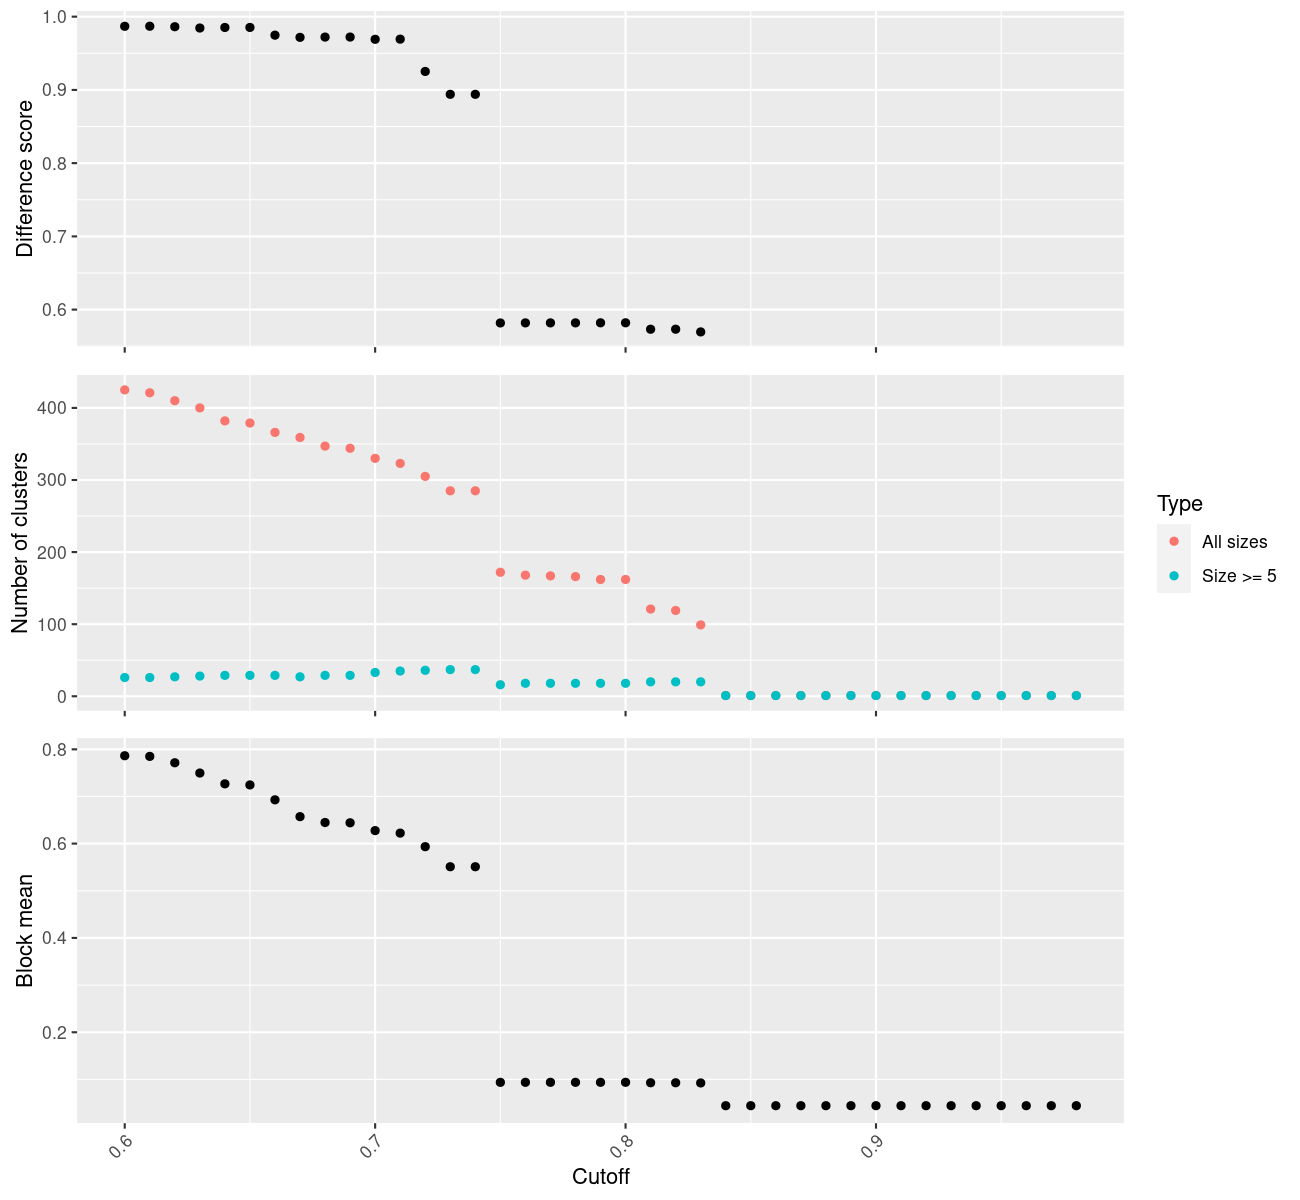 1.0
0.9
0.8
0.7
0.6
Difference score
400
300
200
100
0
Number of clusters
Type
All sizes
Size >= 5
0.8
0.6
0.4
0.2
Block mean
0.6
0.7
0.8
0.9
Cutoff